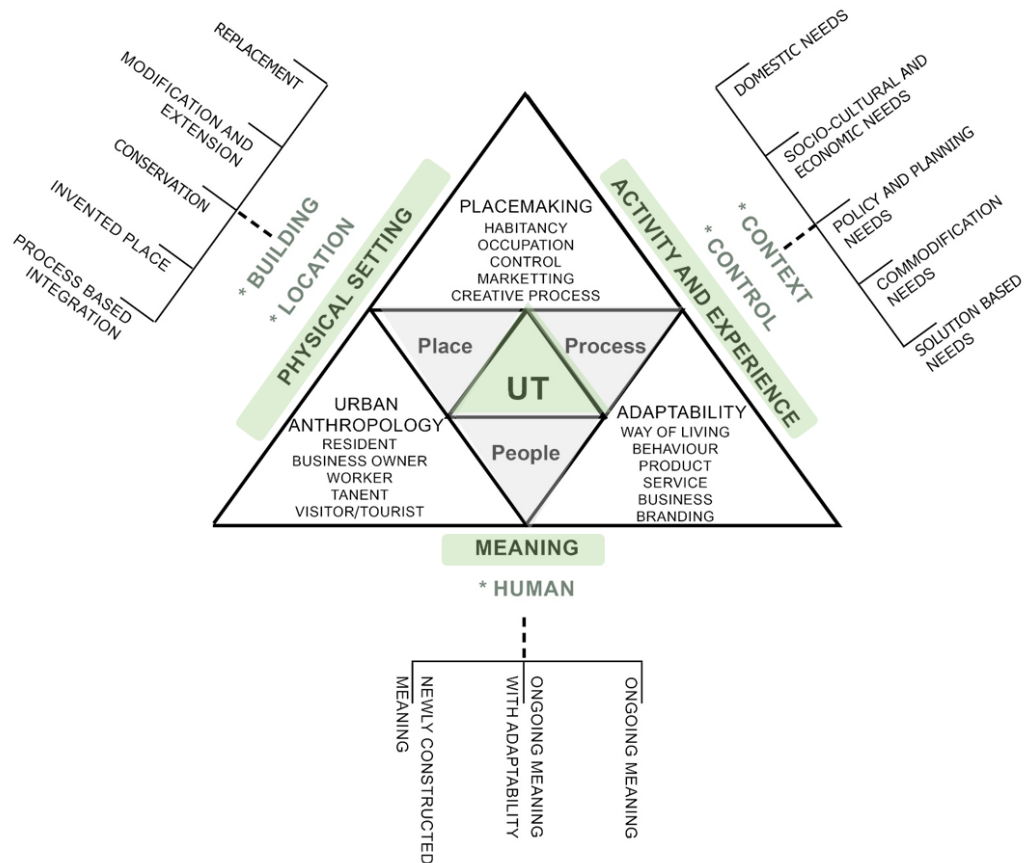 REPLACEMENT
MODIFICATION AND
EXTENSION
CONSERVATION
INVENTED PLACE
PROCESS BASED
INTEGRATION
* BUILDING
* LOCATION
PHYSICAL SETTING
DOMESTIC NEEDS
SOCIO-CULTURAL AND
ECONOMIC NEEDS
POLICY AND PLANNING
NEEDS
COMMODIFICATION
NEEDS
SOLUTION BASED
NEEDS
* CONTEXT
* CONTROL
ACTIVITY AND EXPERIENCE
PLACEMAKING
HABITANCY
OCCUPATION
CONTROL
MARKETTING
CREATIVE PROCESS
Place
Process
UT
People
URBAN
ANTHROPOLOGY
RESIDENT
BUSINESS OWNER
WORKER
TANENT
VISITOR/TOURIST
ADAPTABILITY
WAY OF LIVING
BEHAVIOUR
PRODUCT
SERVICE
BUSINESS
BRANDING
MEANING
* HUMAN
NEWLY CONSTRUCTED
MEANING
ONGOING MEANING
WITH ADAPTABILITY
ONGOING MEANING